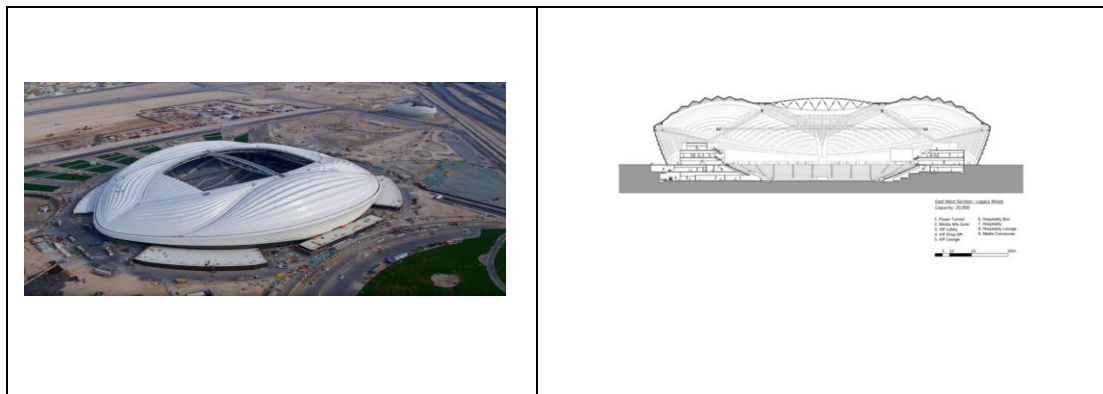 East-West Section - Legacy Mode
Capacity: 20,000
1. Player Tunnel
2. Media Mix Zone
3. VIP Lobby
4. VIP Drop Off
5. VIP Lounge
6. Hospitality Box
7. Hospitality
8. Hospitality Lounge
9. Media Concourse